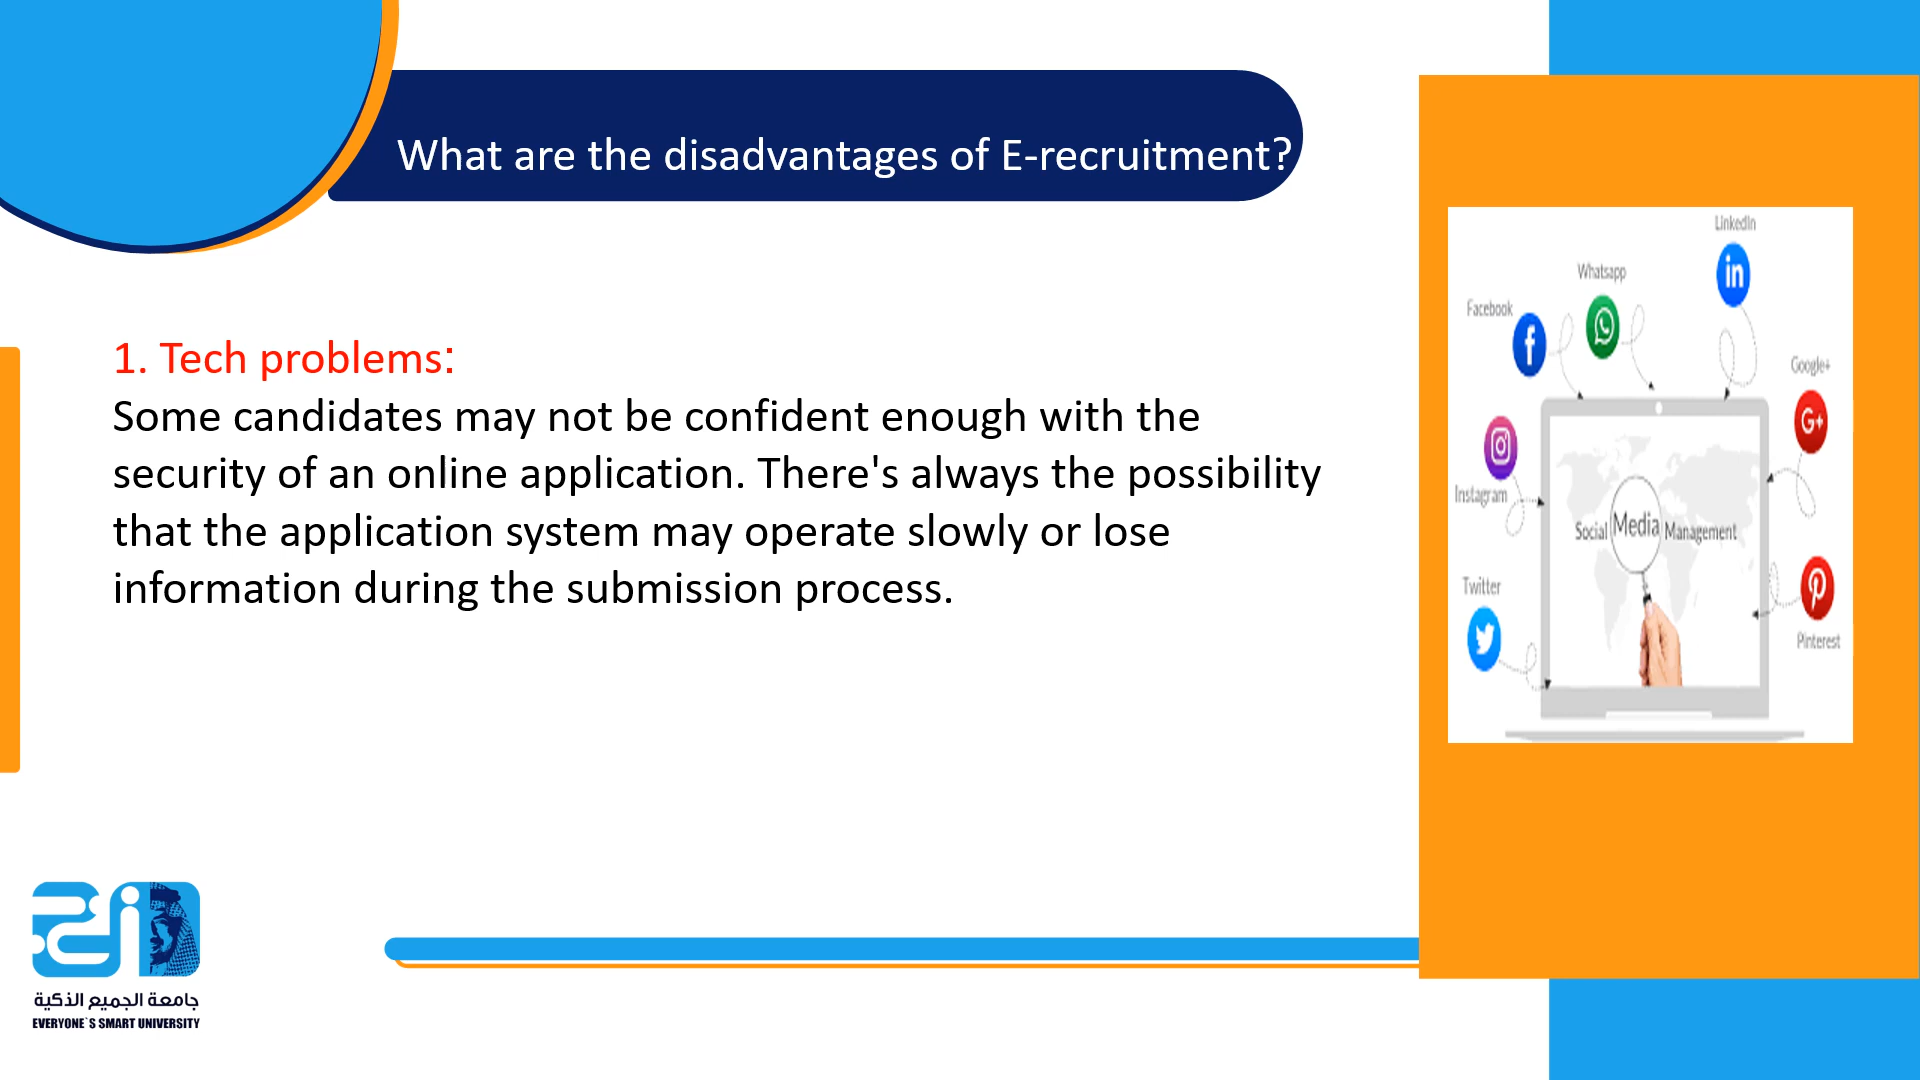 What are the disadvantages of E-recruitment?
1. Tech problems:
Some candidates may not be confident enough with the
security of an online application. There's always the possibility
that the application system may operate slowly or lose
information during the submission process.
LinkedIn
Whatsapp
Facebook
Google+
Instagram
Social Media Management
Twitter
Pinterest
جامعة الجميع الذكية
EVERYONE`S SMART UNIVERSITY